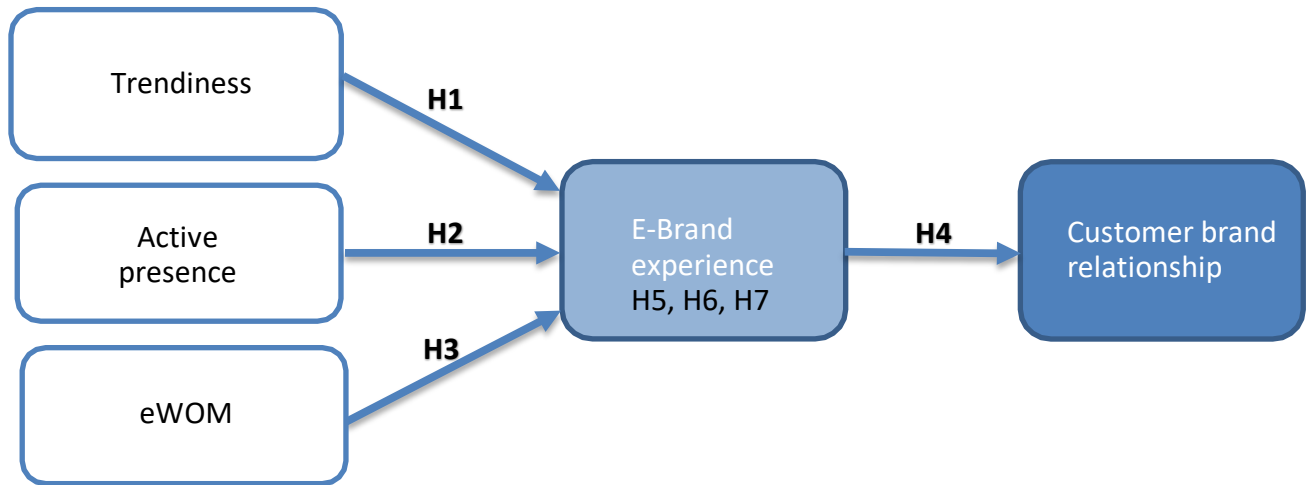 Trendiness
H1
Active
presence
H2
eWOM
H3
E-Brand
experience
H5, H6, H7
H4
Customer brand
relationship